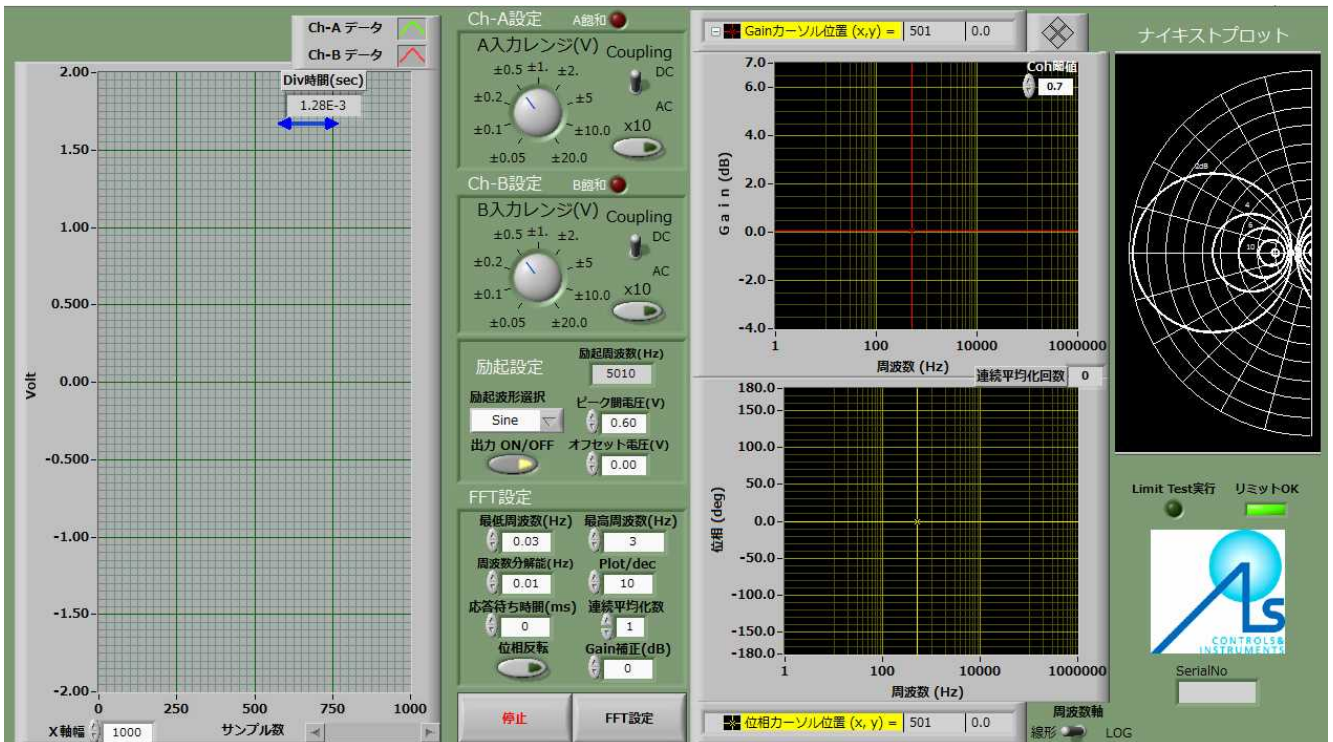 Ch-A データ
Ch-B データ
Div時間(sec)
1.28E-3
Volt
2.00
1.50
1.00
0.500
0.00
-0.500
-1.00
-1.50
-2.00
0 250 500 750 1000
X軸幅 1000 サンプル数
Ch-A設定 A飽和
A入力レンジ(V) Coupling
±0.5 ±1. ±2. DC
±0.2 ±5 AC
±0.1 ±10.0 x10
±0.05 ±20.0
Ch-B設定 B飽和
B入力レンジ(V) Coupling
±0.5 ±1. ±2. DC
±0.2 ±5 AC
±0.1 ±10.0 x10
±0.05 ±20.0
励起設定 励起周波数(Hz)
5010
励起波形選択 ピーク間電圧(V)
Sine 0.60
出力 ON/OFF オフセット電圧(V)
0.00
FFT設定
最低周波数(Hz) 最高周波数(Hz)
0.03 3
周波数分解能(Hz) Plot/dec
0.01 10
応答待ち時間(ms) 連続平均化数
0 1
位相反転 Gain補正(dB)
0
停止 FFT設定
Gainカーソル位置 (x,y) = 501 0.0
Coh閾値
0.7
Gain (dB)
7.0
6.0
4.0
2.0
0.0
-2.0
-4.0
1 100 10000 1000000
周波数 (Hz)
連続平均化回数 0
位相 (deg)
180.0
150.0
100.0
50.0
0.0
-50.0
-100.0
-150.0
-180.0
1 100 10000 1000000
周波数 (Hz)
位相カーソル位置 (x, y) = 501 0.0
周波数軸
線形 LOG
ナイキストプロット
2dB
4
6
10
Limit Test実行 リミットOK
ALS
CONTROLS&
INSTRUMENTS
SerialNo